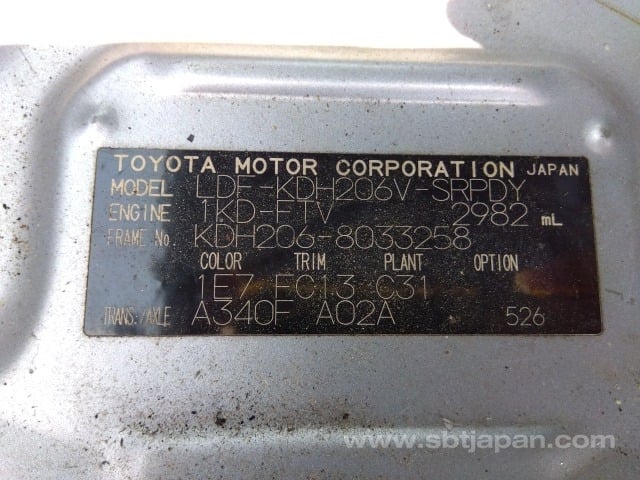 TOYOTA MOTOR CORPORATION JAPAN
MODEL LDF-KDH206V-SRPDY
ENGINE 1KD-FTV 2982 mL
FRAME No. KDH206-8033258
COLOR TRIM PLANT OPTION
1E7 FC13 C31
TRANS./AXLE A340F A02A 526
www.sbtjapan.com